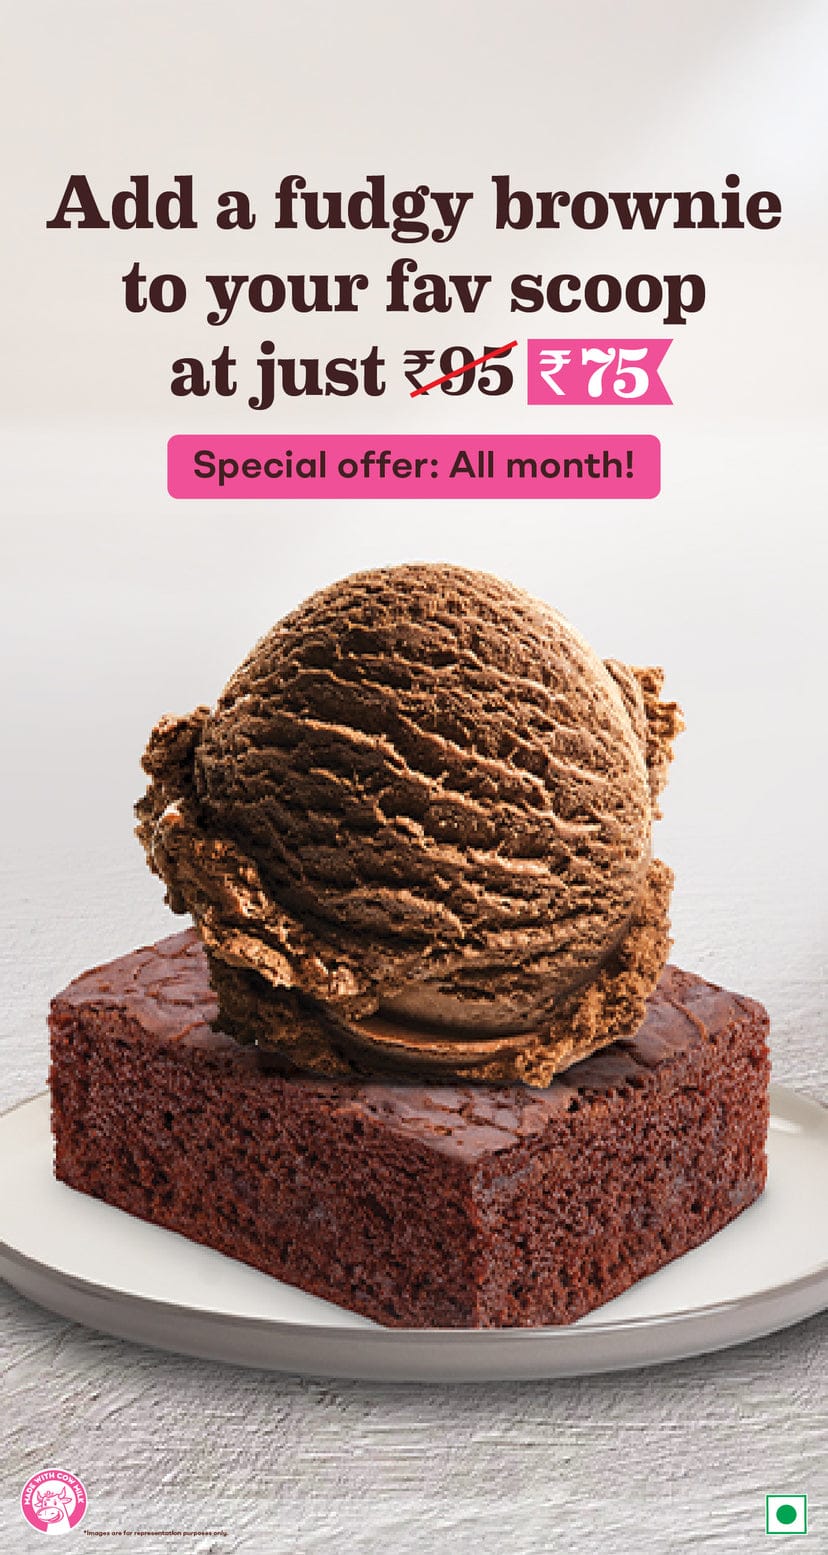 Add a fudgy brownie
to your fav scoop
at just ₹95 ₹75
Special offer: All month!
MADE WITH COW MILK
*Images are for representation purposes only.